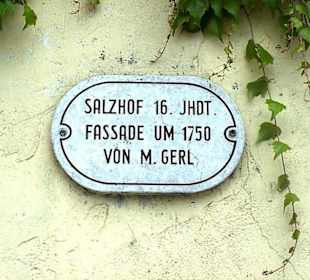 SALZHOF 16. JHDT.
FASSADE UM 1750
VON M. GERL